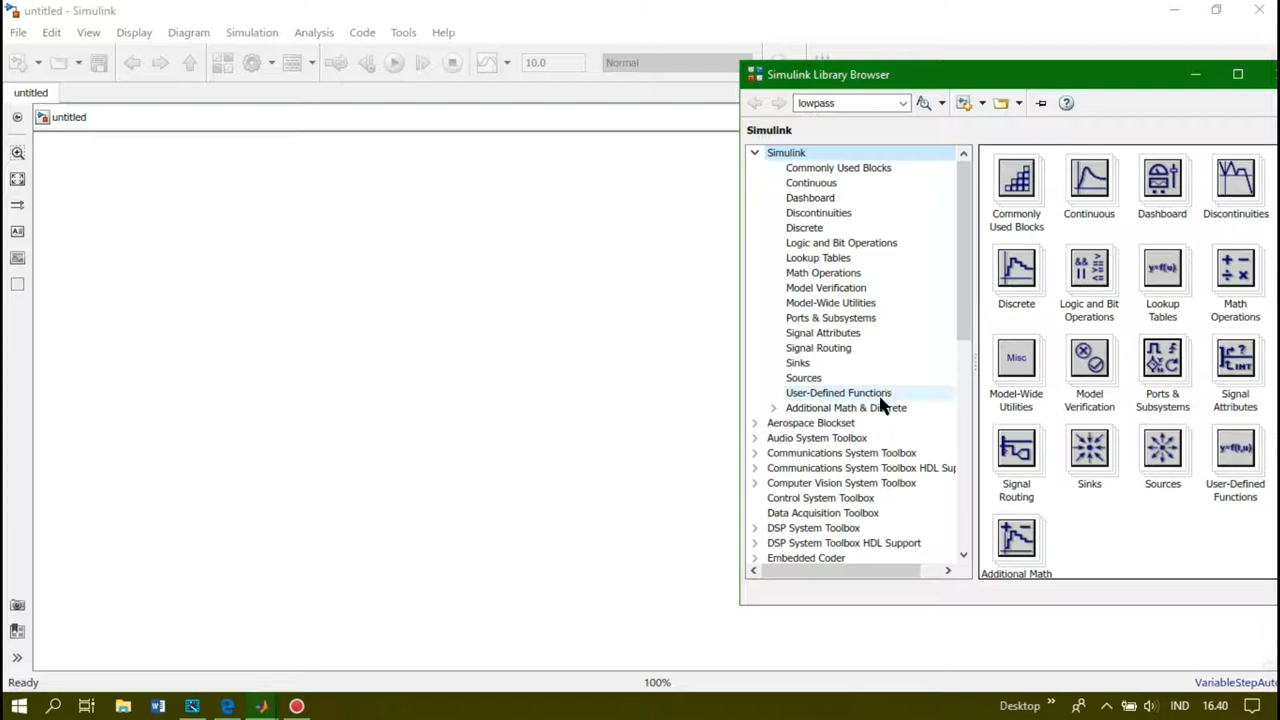 untitled - Simulink
File Edit View Display Diagram Simulation Analysis Code Tools Help
10.0
Normal
untitled
untitled
Simulink Library Browser
lowpass
Simulink
Simulink
Commonly Used Blocks
Continuous
Dashboard
Discontinuities
Discrete
Logic and Bit Operations
Lookup Tables
Math Operations
Model Verification
Model-Wide Utilities
Ports & Subsystems
Signal Attributes
Signal Routing
Sinks
Sources
User-Defined Functions
Additional Math & Discrete
Aerospace Blockset
Audio System Toolbox
Communications System Toolbox
Communications System Toolbox HDL Sup
Computer Vision System Toolbox
Control System Toolbox
Data Acquisition Toolbox
DSP System Toolbox
DSP System Toolbox HDL Support
Embedded Coder
Commonly
Used Blocks
Continuous
Dashboard
Discontinuities
Discrete
Logic and Bit
Operations
y=f(u)
Lookup
Tables
Math
Operations
Misc
Model-Wide
Utilities
Model
Verification
Ports &
Subsystems
Signal
Attributes
Signal
Routing
Sinks
Sources
y=f(t,u)
User-Defined
Functions
Additional Math
Ready
100%
VariableStepAuto
Desktop
IND
16.40